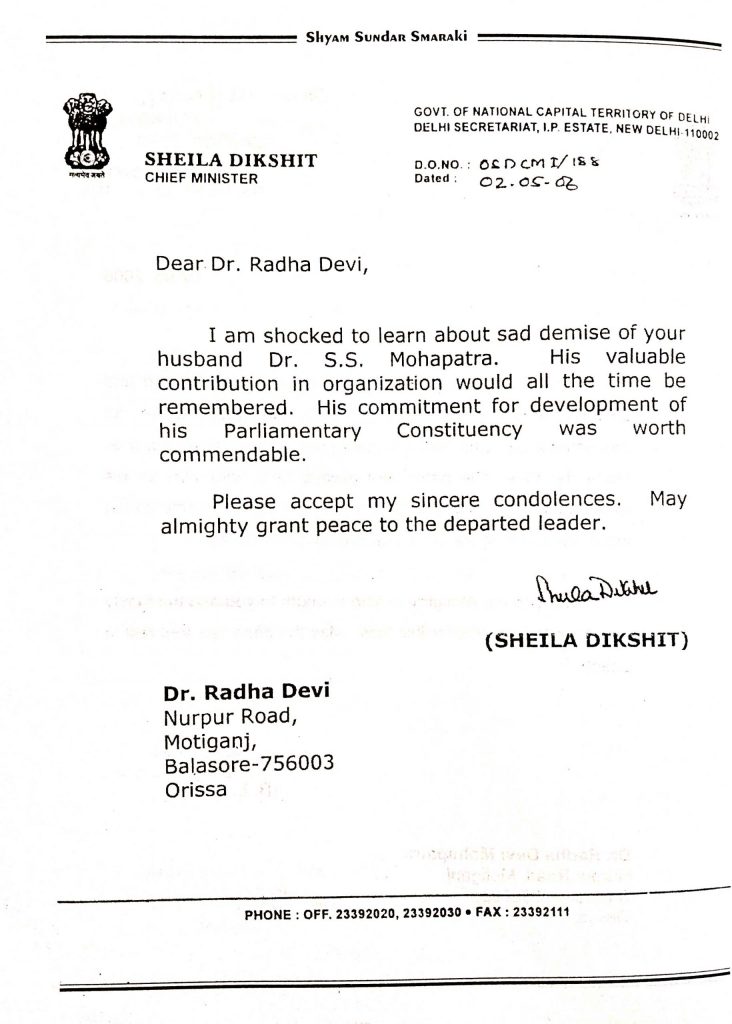 Shyam Sundar Smaraki
GOVT. OF NATIONAL CAPITAL TERRITORY OF DELHI
DELHI SECRETARIAT, I.P. ESTATE, NEW DELHI-110002
सत्यमेव जयते
SHEILA DIKSHIT
CHIEF MINISTER
D.O.NO. : OSDCMI/188
Dated : 02.05-06
Dear Dr. Radha Devi,
I am shocked to learn about sad demise of your
husband Dr. S.S. Mohapatra. His valuable
contribution in organization would all the time be
remembered. His commitment for development of
his Parliamentary Constituency was worth
commendable.
Please accept my sincere condolences. May
almighty grant peace to the departed leader.
Sheila Dikshit
(SHEILA DIKSHIT)
Dr. Radha Devi
Nurpur Road,
Motiganj,
Balasore-756003
Orissa
PHONE : OFF. 23392020, 23392030 • FAX : 23392111